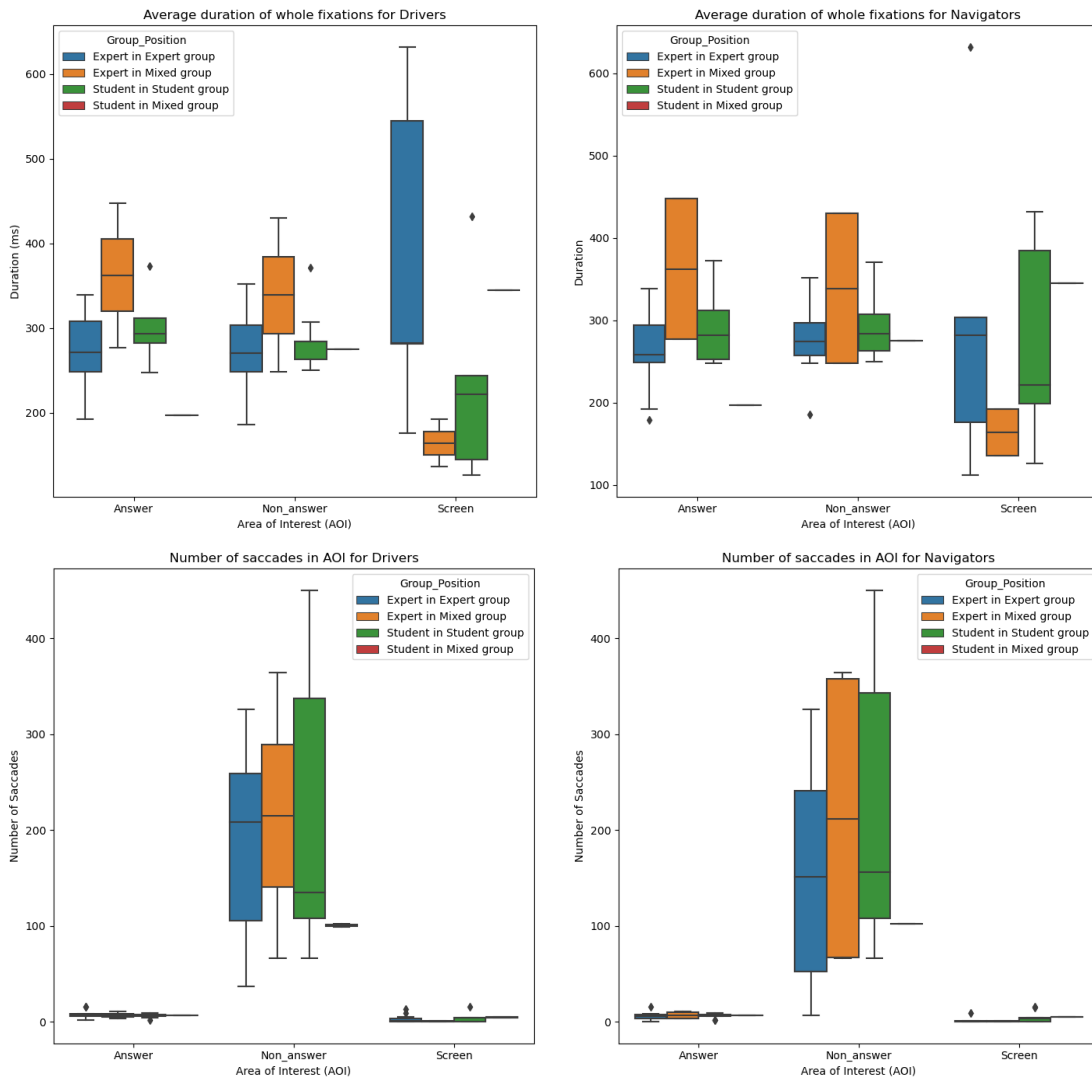 Average duration of whole fixations for Drivers
Group_Position
Expert in Expert group
Expert in Mixed group
Student in Student group
Student in Mixed group
600
500
400
300
200
Duration (ms)
Answer
Non_answer
Screen
Area of Interest (AOI)
Average duration of whole fixations for Navigators
Group_Position
Expert in Expert group
Expert in Mixed group
Student in Student group
Student in Mixed group
600
500
400
300
200
100
Duration
Answer
Non_answer
Screen
Area of Interest (AOI)
Number of saccades in AOI for Drivers
Group_Position
Expert in Expert group
Expert in Mixed group
Student in Student group
Student in Mixed group
400
300
200
100
0
Number of Saccades
Answer
Non_answer
Screen
Area of Interest (AOI)
Number of saccades in AOI for Navigators
Group_Position
Expert in Expert group
Expert in Mixed group
Student in Student group
Student in Mixed group
400
300
200
100
0
Number of Saccades
Answer
Non_answer
Screen
Area of Interest (AOI)